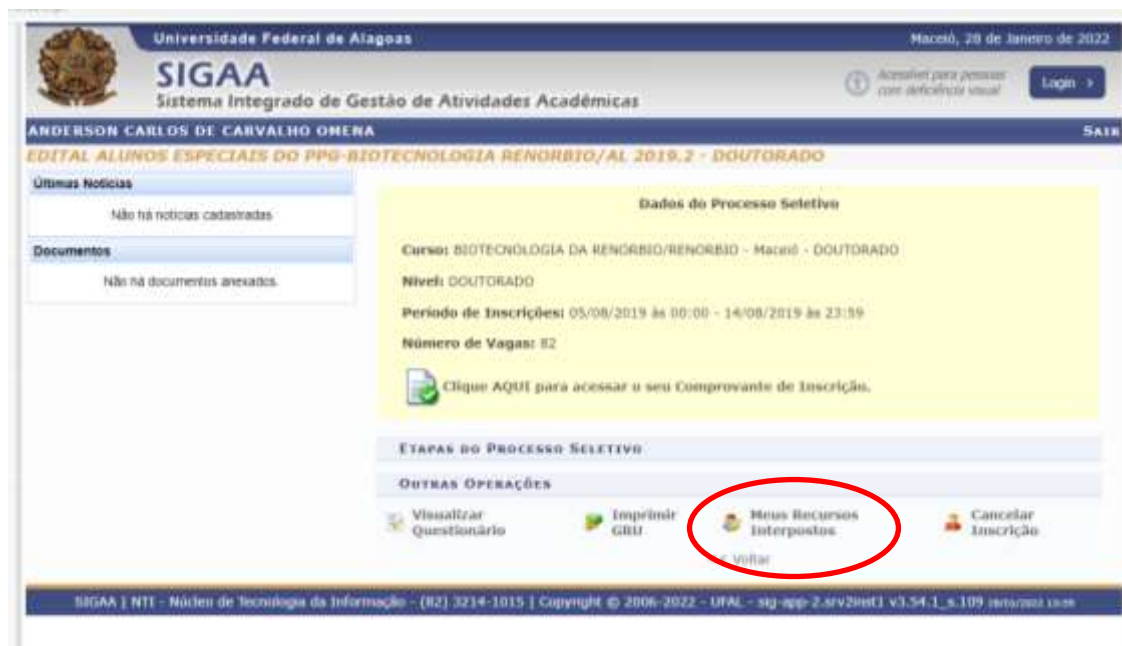 Universidade Federal de Alagoas
Maceió, 28 de Janeiro de 2022
SIGAA
Sistema Integrado de Gestão de Atividades Acadêmicas
Acessível para pessoas
com deficiência visual
Login >
ANDERSON CARLOS DE CARVALHO OMENA
SAIR
EDITAL ALUNOS ESPECIAIS DO PPG-BIOTECNOLOGIA RENORBIO/AL 2019.2 - DOUTORADO
Últimas Notícias
Não há notícias cadastradas
Documentos
Não há documentos anexados.
Dados do Processo Seletivo
Curso: BIOTECNOLOGIA DA RENORBIO/RENORBIO - Maceió - DOUTORADO
Nível: DOUTORADO
Período de Inscrições: 05/08/2019 às 00:00 - 14/08/2019 às 23:59
Número de Vagas: 82
Clique AQUI para acessar o seu Comprovante de Inscrição.
ETAPAS DO PROCESSO SELETIVO
OUTRAS OPERAÇÕES
Visualizar
Questionário
Imprimir
GRU
Meus Recursos
Interpostos
Cancelar
Inscrição
<< Voltar
SIGAA | NTI - Núcleo de Tecnologia da Informação - (82) 3214-1015 | Copyright © 2006-2022 - UFAL - sig-app-2.srv2inst1 v3.54.1_s.109